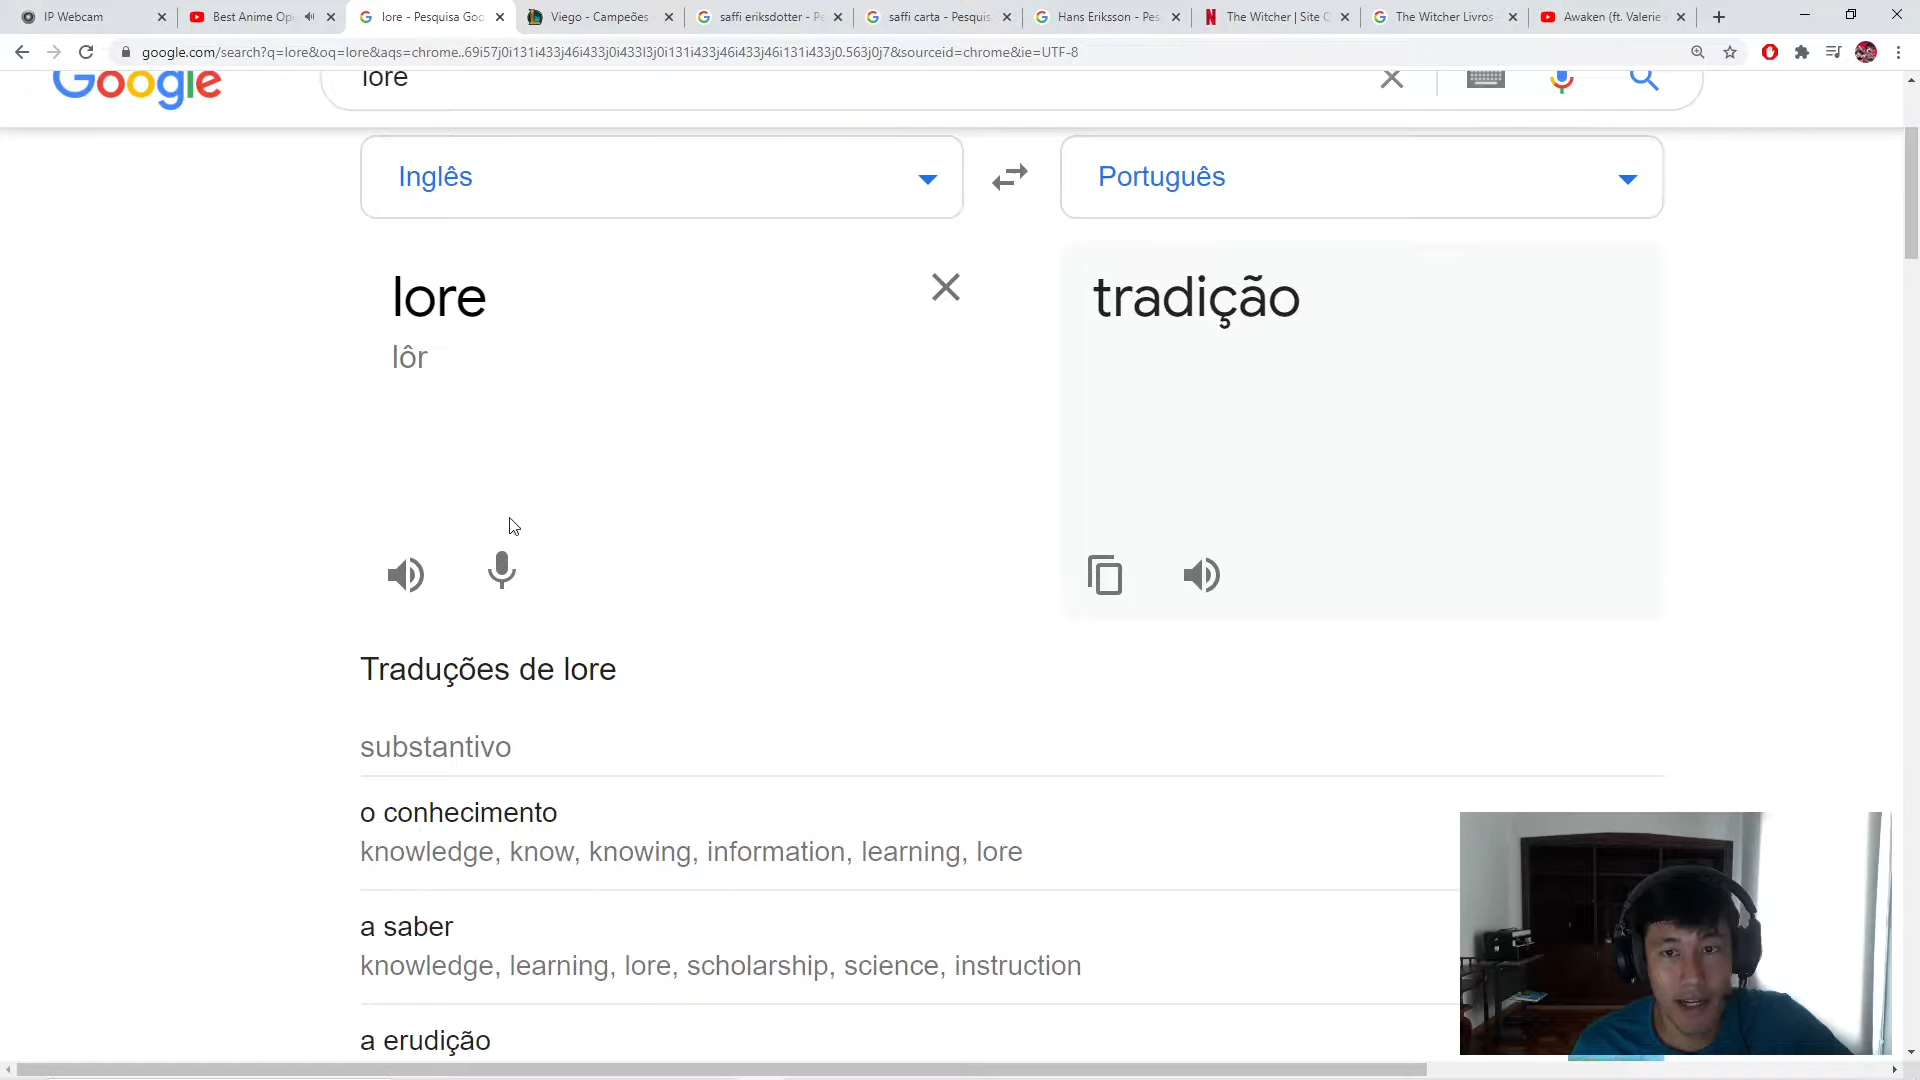 IP Webcam
Best Anime Op
lore - Pesquisa Goo
Viego - Campeões
saffi eriksdotter - P
saffi carta - Pesquis
Hans Eriksson - Pes
The Witcher | Site O
The Witcher Livros
Awaken (ft. Valerie
google.com/search?q=lore&oq=lore&aqs=chrome..69i57j0i131i433j46i433j0i433l3j0i131i433j46i433j46i131i433j0.563j0j7&sourceid=chrome&ie=UTF-8
Google
lore
Inglês
Português
lore
tradição
lôr
Traduções de lore
substantivo
o conhecimento
knowledge, know, knowing, information, learning, lore
a saber
knowledge, learning, lore, scholarship, science, instruction
a erudição